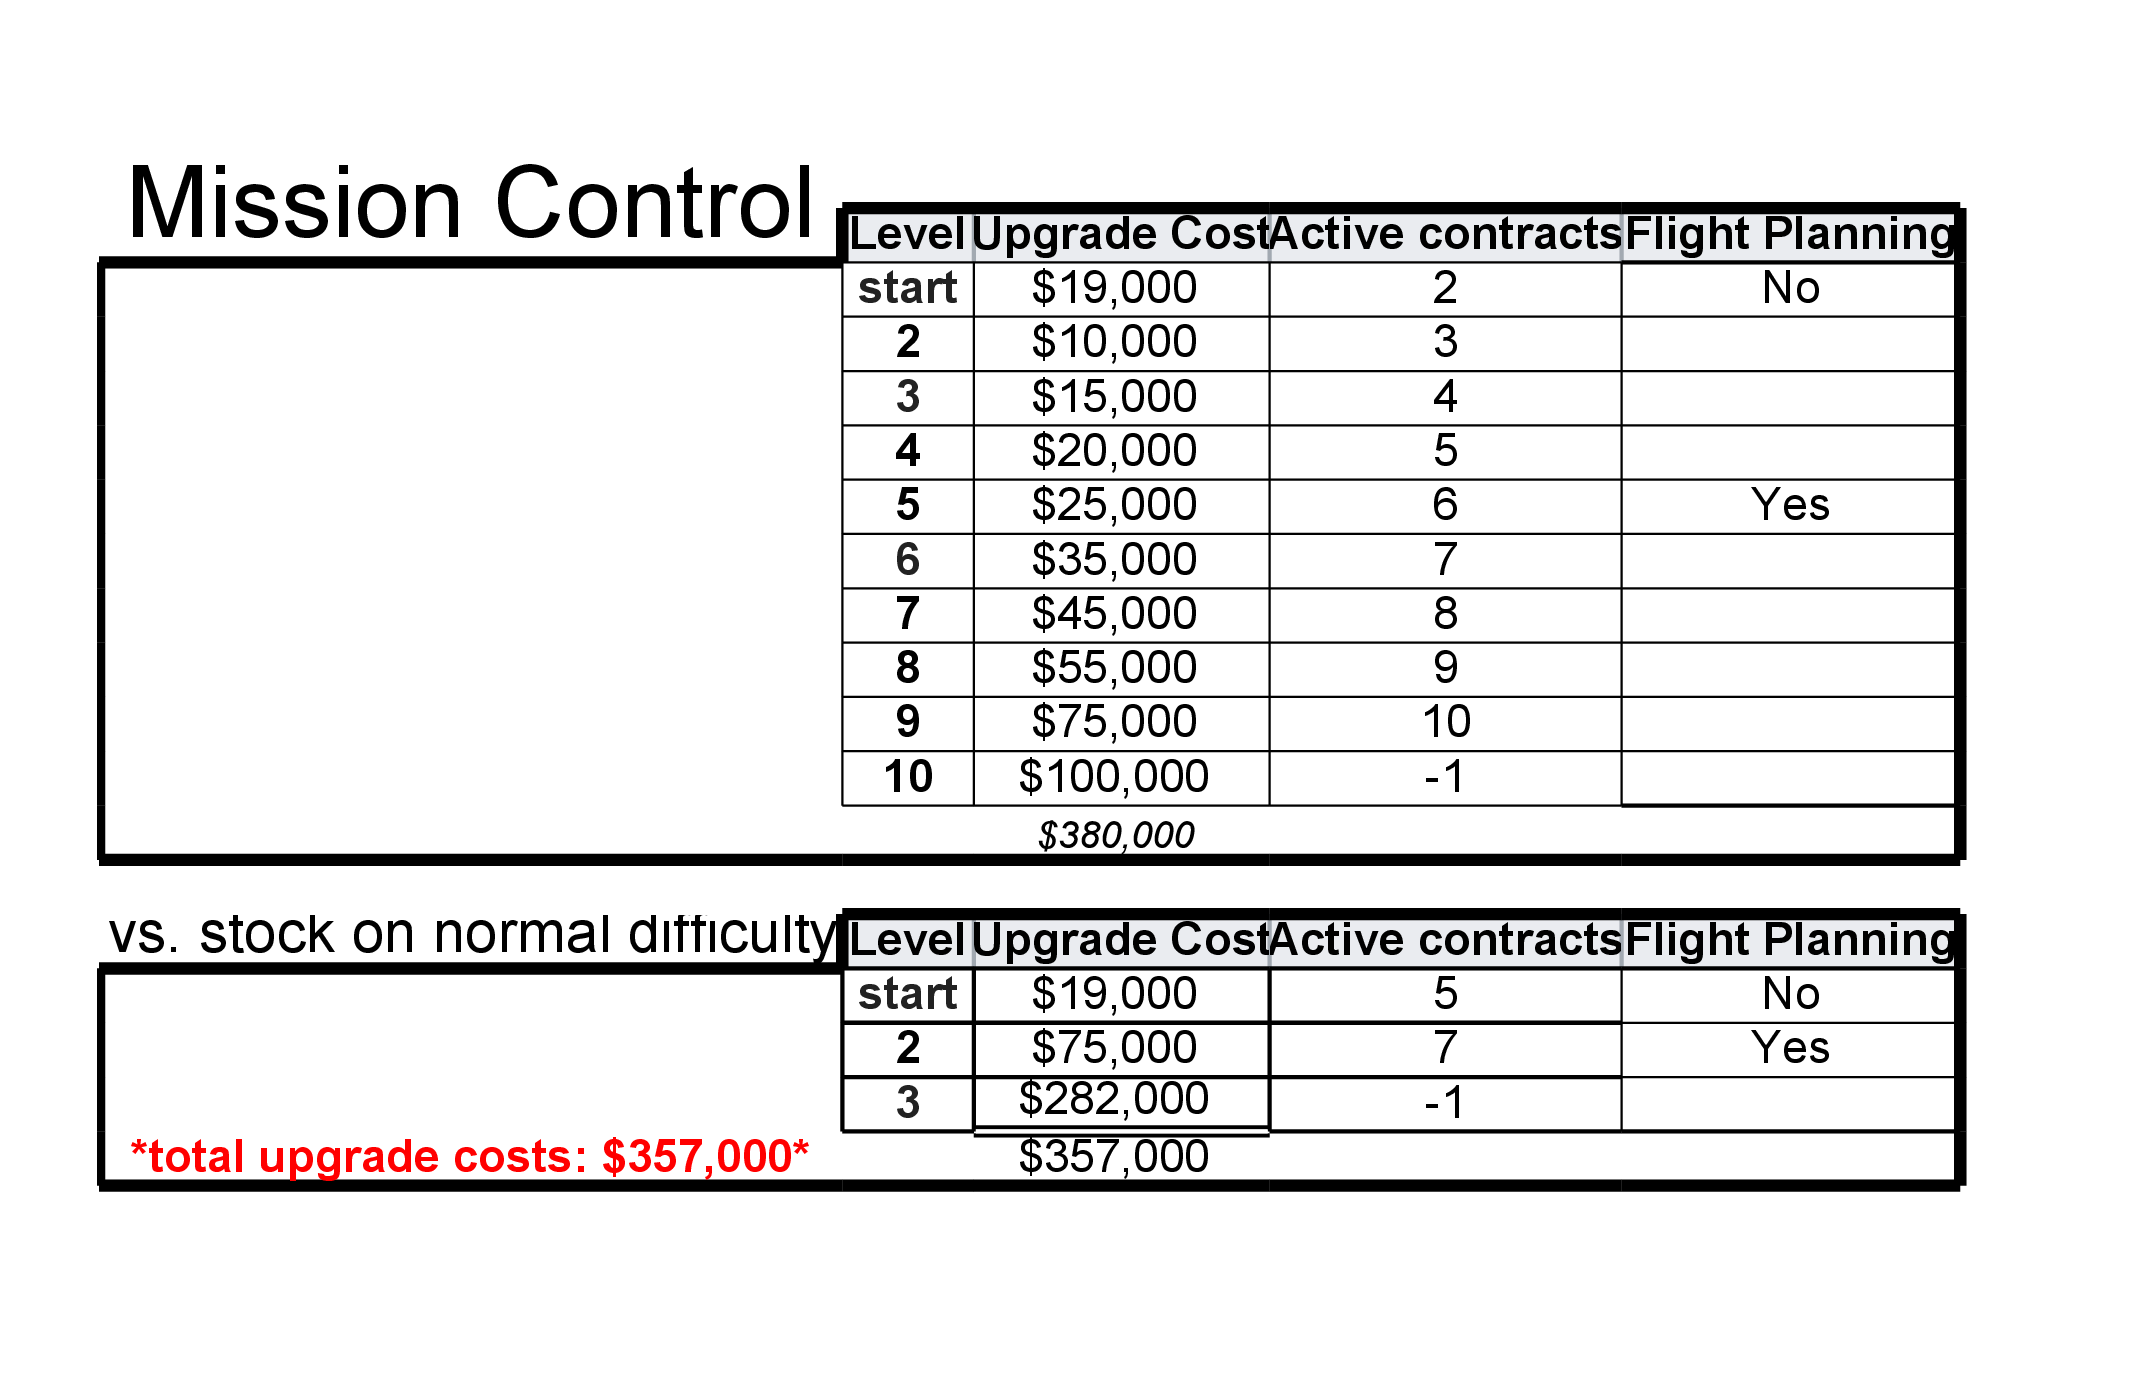 Mission Control
Level Upgrade Cost Active contracts Flight Planning
start $19,000 2 No
2 $10,000 3
3 $15,000 4
4 $20,000 5
5 $25,000 6 Yes
6 $35,000 7
7 $45,000 8
8 $55,000 9
9 $75,000 10
10 $100,000 -1
$380,000
vs. stock on normal difficulty
Level Upgrade Cost Active contracts Flight Planning
start $19,000 5 No
2 $75,000 7 Yes
3 $282,000 -1
*total upgrade costs: $357,000* $357,000